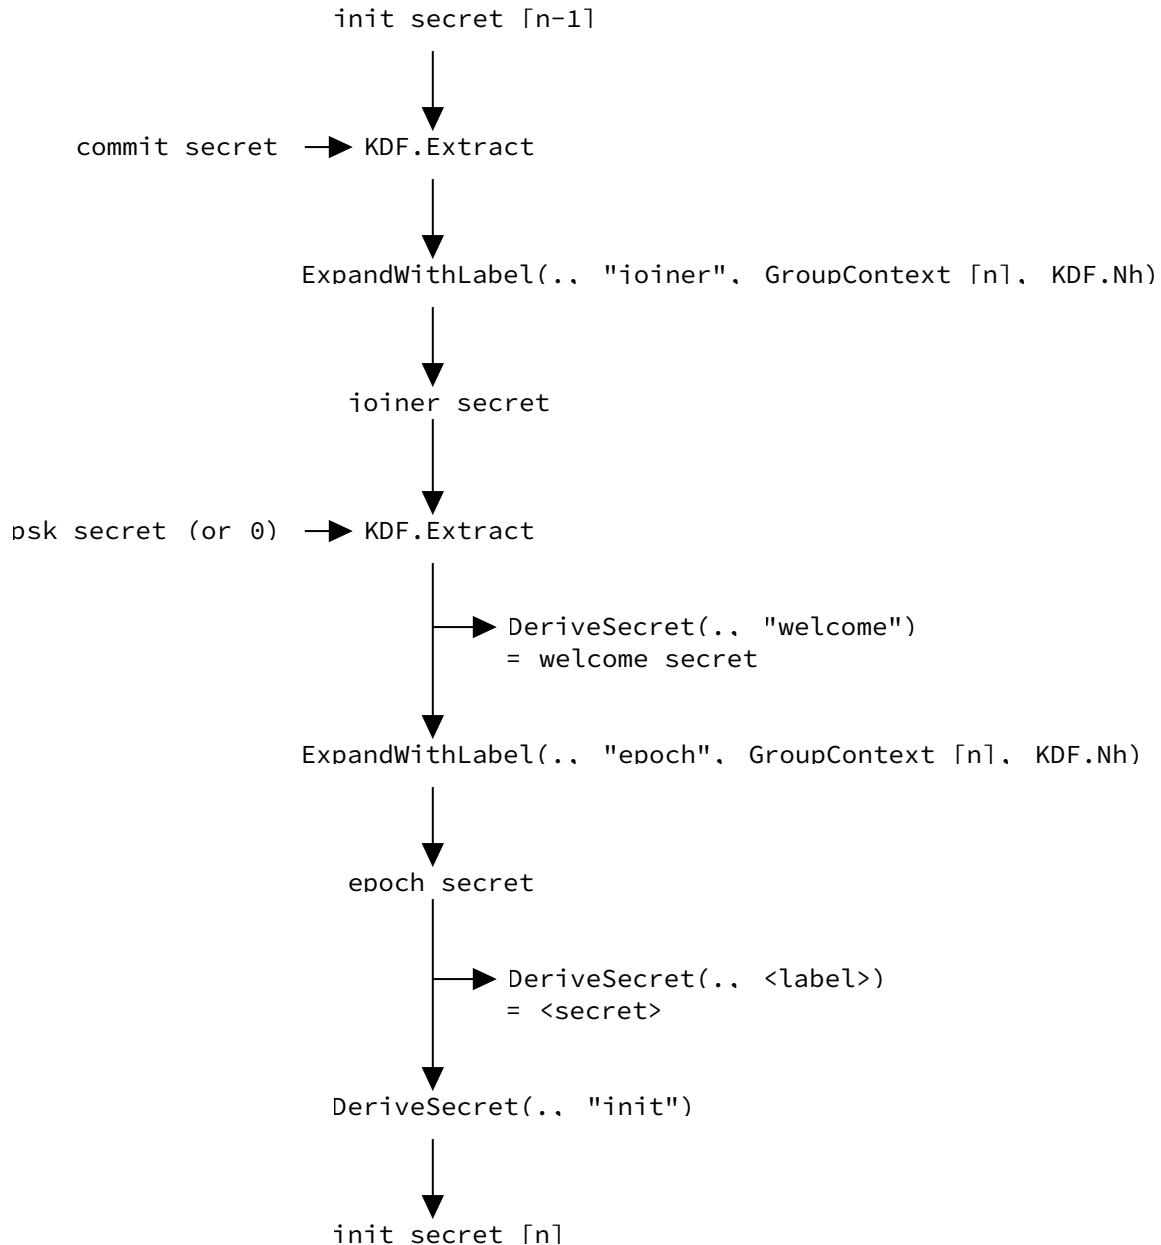 init secret [n-1]
commit secret KDF.Extract
ExpandWithLabel(., "joiner", GroupContext [n], KDF.Nh)
joiner secret
psk secret (or 0) KDF.Extract
DeriveSecret(., "welcome")
= welcome secret
ExpandWithLabel(., "epoch", GroupContext [n], KDF.Nh)
epoch secret
DeriveSecret(., <label>)
= <secret>
DeriveSecret(., "init")
init secret [n]